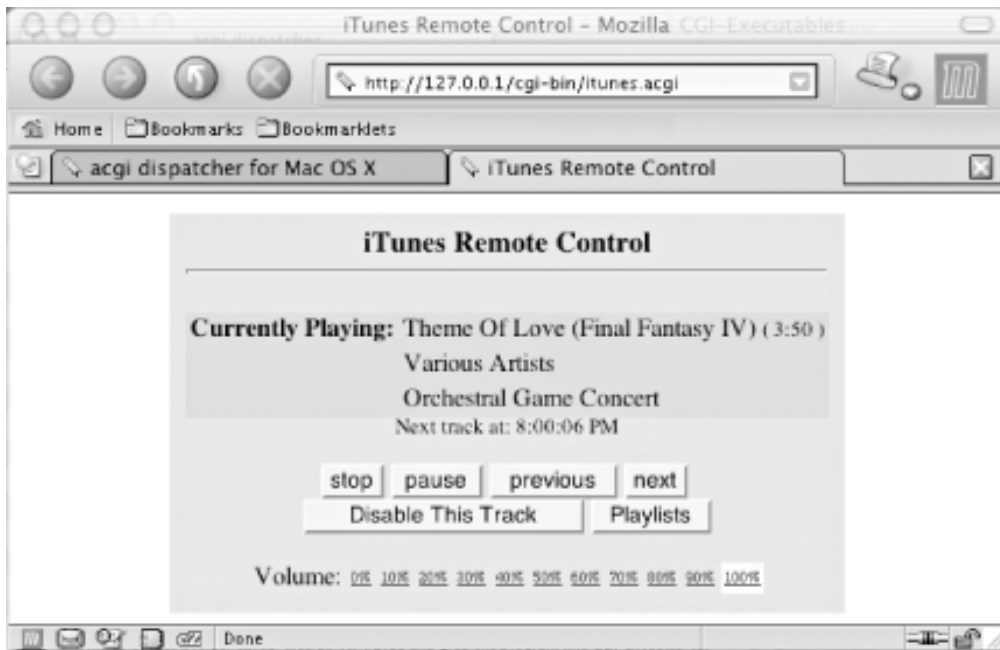 iTunes Remote Control – Mozilla CGI-Executables
http://127.0.0.1/cgi-bin/itunes.acgi
Home Bookmarks Bookmarklets
acgi dispatcher for Mac OS X iTunes Remote Control
iTunes Remote Control
Currently Playing: Theme Of Love (Final Fantasy IV) ( 3:50 )
Various Artists
Orchestral Game Concert
Next track at: 8:00:06 PM
stop pause previous next
Disable This Track Playlists
Volume: 0% 10% 20% 30% 40% 50% 60% 70% 80% 90% 100%
Done